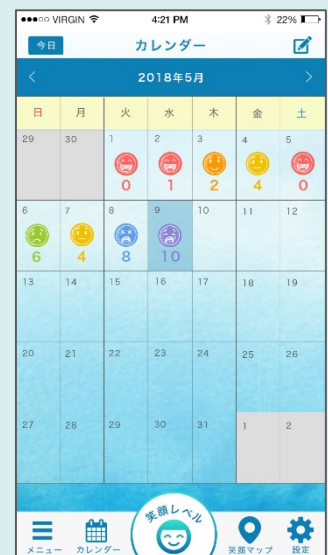 VIRGIN 4:21 PM 22%
今日 カレンダー
2018年5月
日 月 火 水 木 金 土
29 30 1 2 3 4 5
0 1 2 4 0
6 7 8 9 10 11 12
6 4 8 10
13 14 15 16 17 18 19
20 21 22 23 24 25 26
27 28 29 30 31 1 2
笑顔レベル
メニュー カレンダー 笑顔マップ 設定